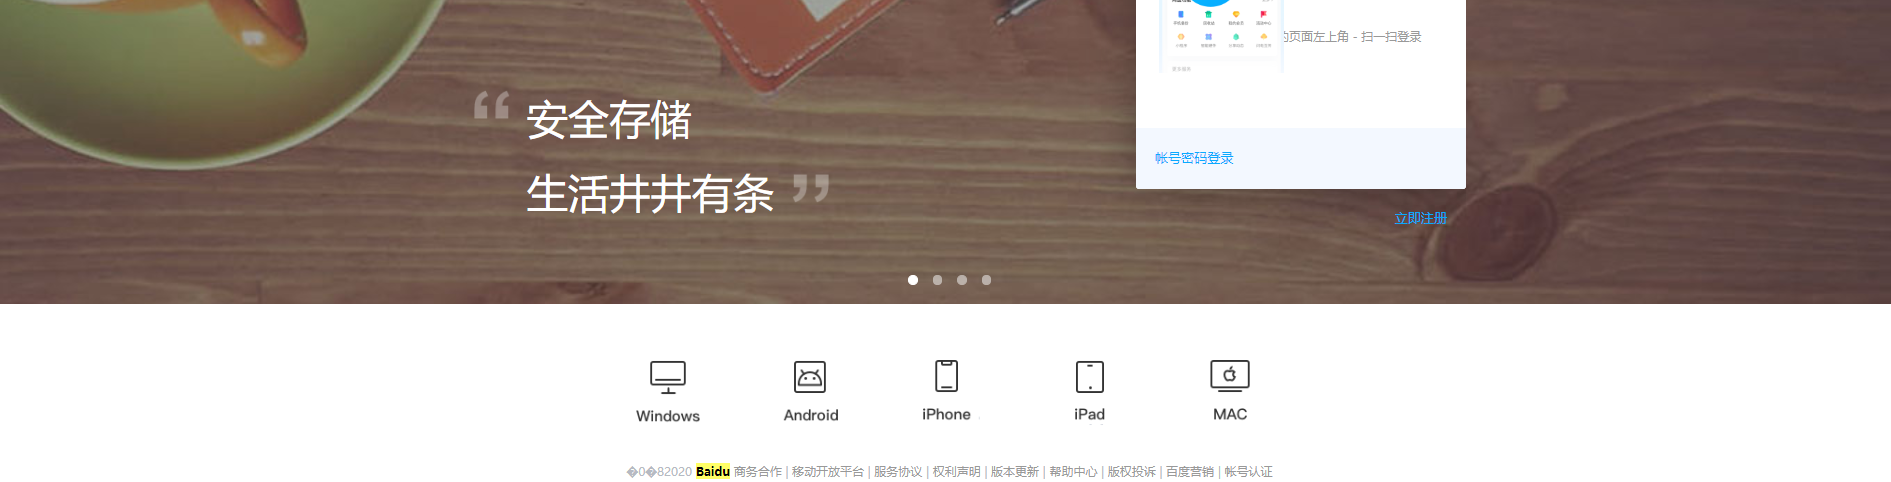 的页面左上角 - 扫一扫登录
“ 安全存储
生活井井有条 ”
帐号密码登录
立即注册
Windows Android iPhone iPad MAC
�0�82020 Baidu 商务合作 | 移动开放平台 | 服务协议 | 权利声明 | 版本更新 | 帮助中心 | 版权投诉 | 百度营销 | 帐号认证